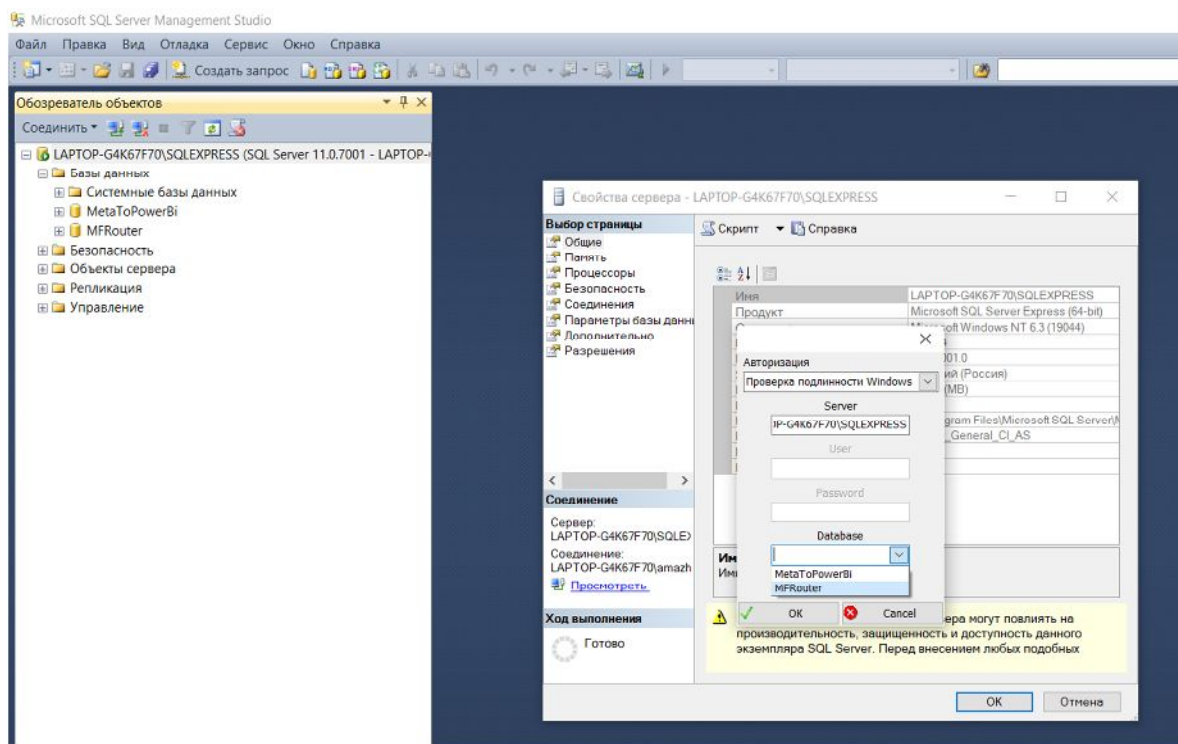 Microsoft SQL Server Management Studio
Файл Правка Вид Отладка Сервис Окно Справка
Создать запрос
Обозреватель объектов
Соединить
LAPTOP-G4K67F70\SQLEXPRESS (SQL Server 11.0.7001 - LAPTOP-
Базы данных
Системные базы данных
MetaToPowerBi
MFRouter
Безопасность
Объекты сервера
Репликация
Управление
Свойства сервера - LAPTOP-G4K67F70\SQLEXPRESS
Выбор страницы
Общие
Память
Процессоры
Безопасность
Соединения
Параметры базы данн
Дополнительно
Разрешения
Соединение
Сервер:
LAPTOP-G4K67F70\SQLE
Соединение:
LAPTOP-G4K67F70\amazh
Просмотреть
Ход выполнения
Готово
Скрипт Справка
Имя LAPTOP-G4K67F70\SQLEXPRESS
Продукт Microsoft SQL Server Express (64-bit)
Windows NT 6.3 (19044)
001.0
(Россия)
(MB)
Files\Microsoft SQL Server\
_General_CI_AS
Авторизация
Проверка подлинности Windows
Server
IP-G4K67F70\SQLEXPRESS
User
Password
Database
MetaToPowerBi
MFRouter
OK Cancel
ера могут повлиять на
производительность, защищенность и доступность данного
экземпляра SQL Server. Перед внесением любых подобных
OK Отмена